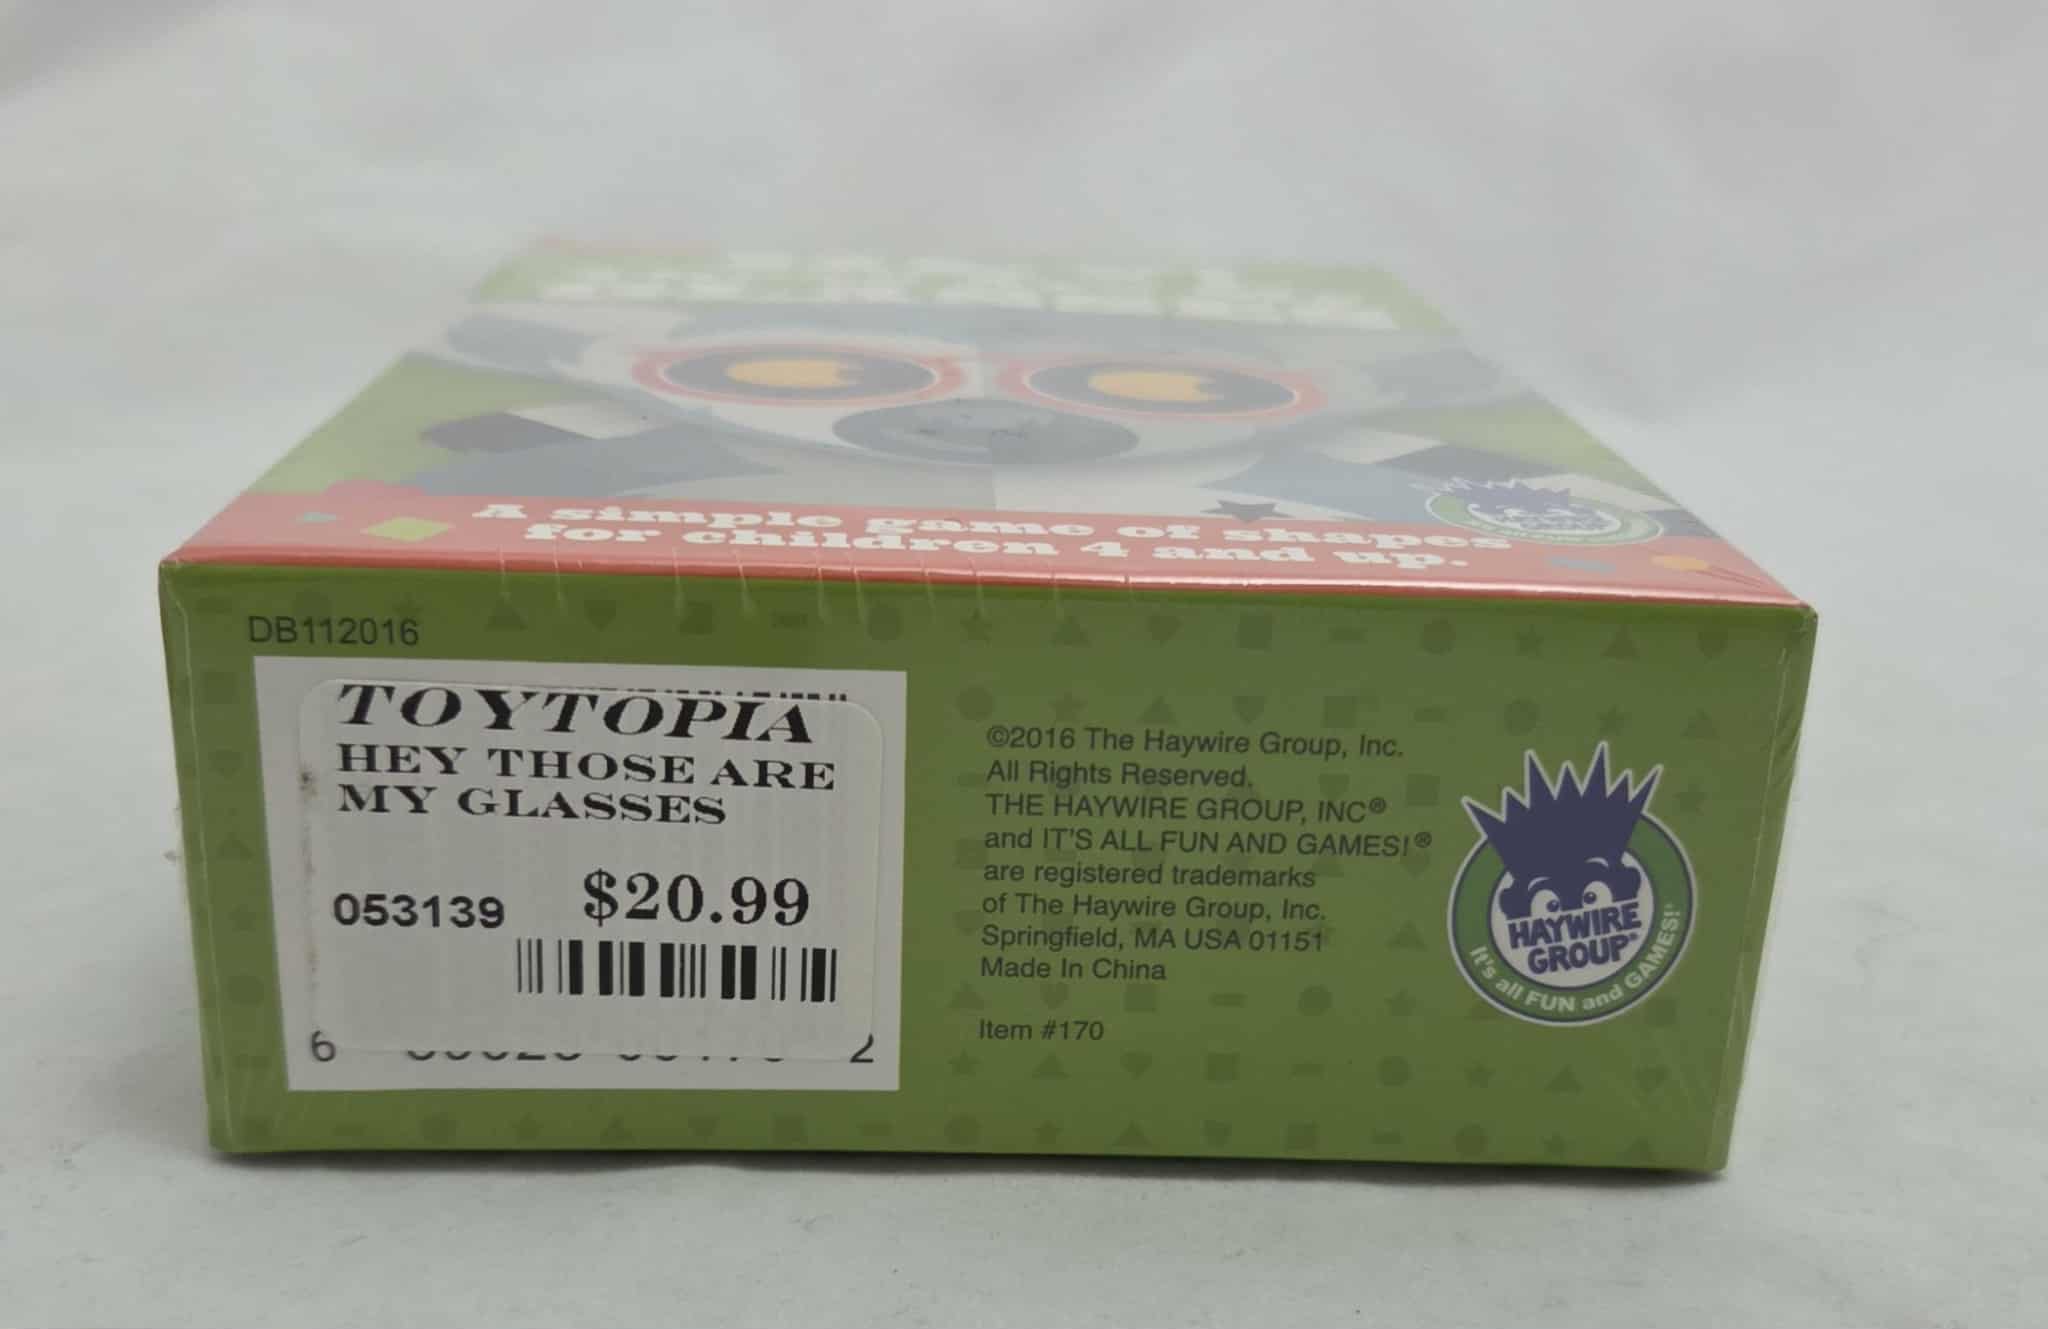 A simple game of shapes
for children 4 and up.
DB112016
TOYTOPIA
HEY THOSE ARE
MY GLASSES
053139 $20.99
6 2
©2016 The Haywire Group, Inc.
All Rights Reserved.
THE HAYWIRE GROUP, INC®
and IT'S ALL FUN AND GAMES!®
are registered trademarks
of The Haywire Group, Inc.
Springfield, MA USA 01151
Made In China
Item #170
HAYWIRE
GROUP®
It's all FUN and GAMES!®